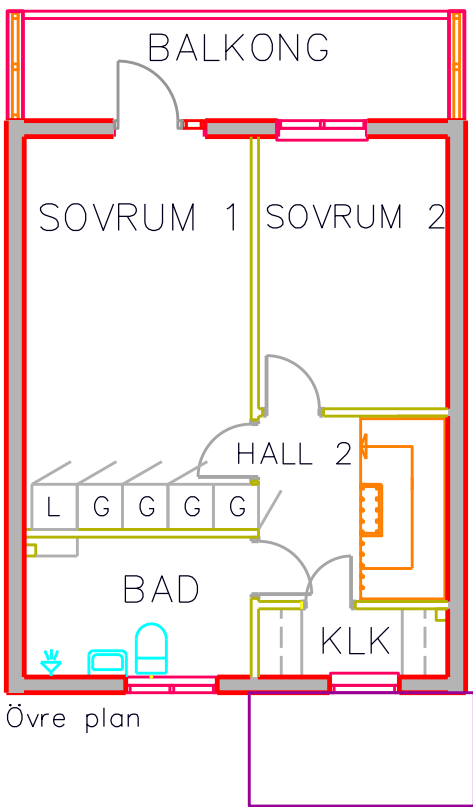 BALKONG
SOVRUM 1
SOVRUM 2
HALL 2
L G G G G
BAD
KLK
Övre plan